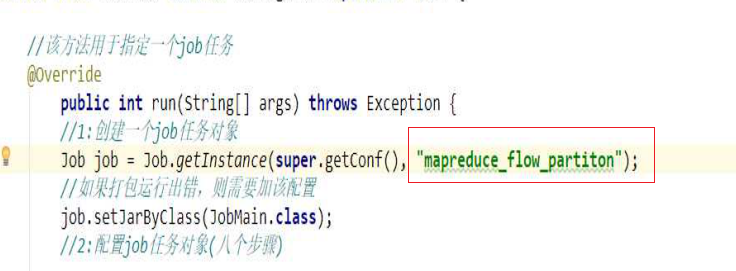 //该方法用于指定一个job任务
@Override
public int run(String[] args) throws Exception {
//1:创建一个job任务对象
Job job = Job.getInstance(super.getConf(), "mapreduce_flow_partiton");
//如果打包运行出错，则需要加该配置
job.setJarByClass(JobMain.class);
//2:配置job任务对象(八个步骤)